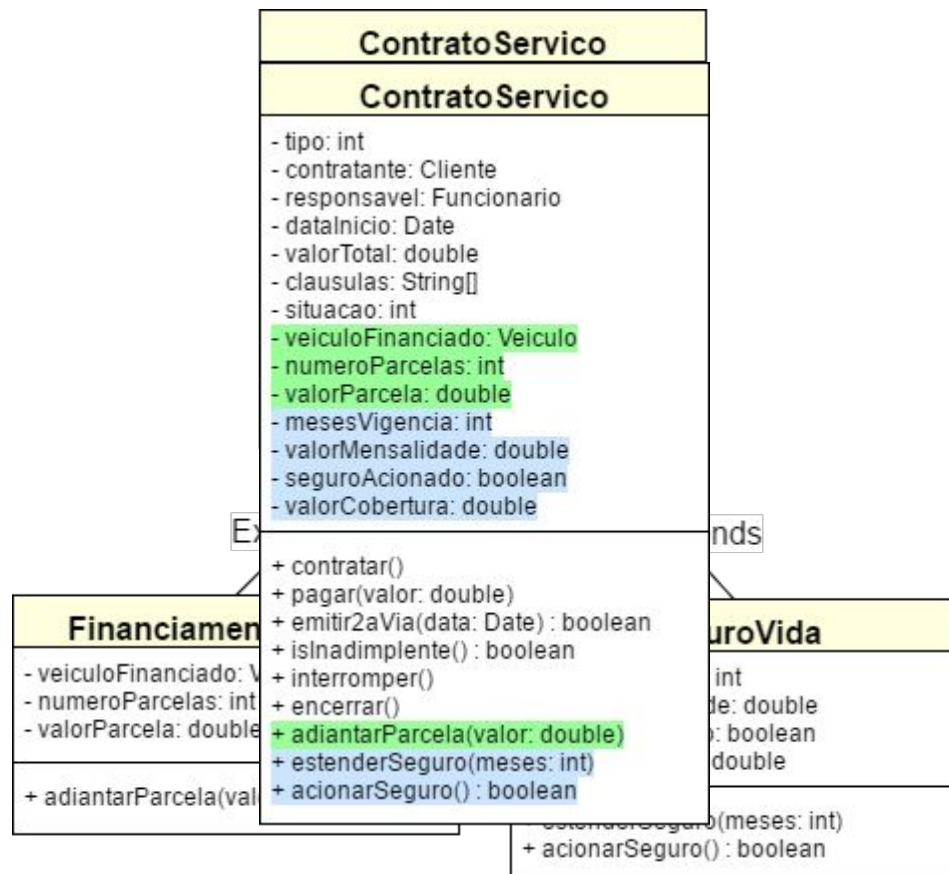 ContratoServico
ContratoServico
- tipo: int
- contratante: Cliente
- responsavel: Funcionario
- dataInicio: Date
- valorTotal: double
- clausulas: String[]
- situacao: int
- veiculoFinanciado: Veiculo
- numeroParcelas: int
- valorParcela: double
- mesesVigencia: int
- valorMensalidade: double
- seguroAcionado: boolean
- valorCobertura: double
+ contratar()
+ pagar(valor: double)
+ emitir2aVia(data: Date) : boolean
+ isInadimplente() : boolean
+ interromper()
+ encerrar()
+ adiantarParcela(valor: double)
+ estenderSeguro(meses: int)
+ acionarSeguro() : boolean
Ex
nds
Financiamen
- veiculoFinanciado: V
- numeroParcelas: int
- valorParcela: double
+ adiantarParcela(val
uroVida
int
de: double
o: boolean
double
estenderSeguro(meses: int)
+ acionarSeguro() : boolean